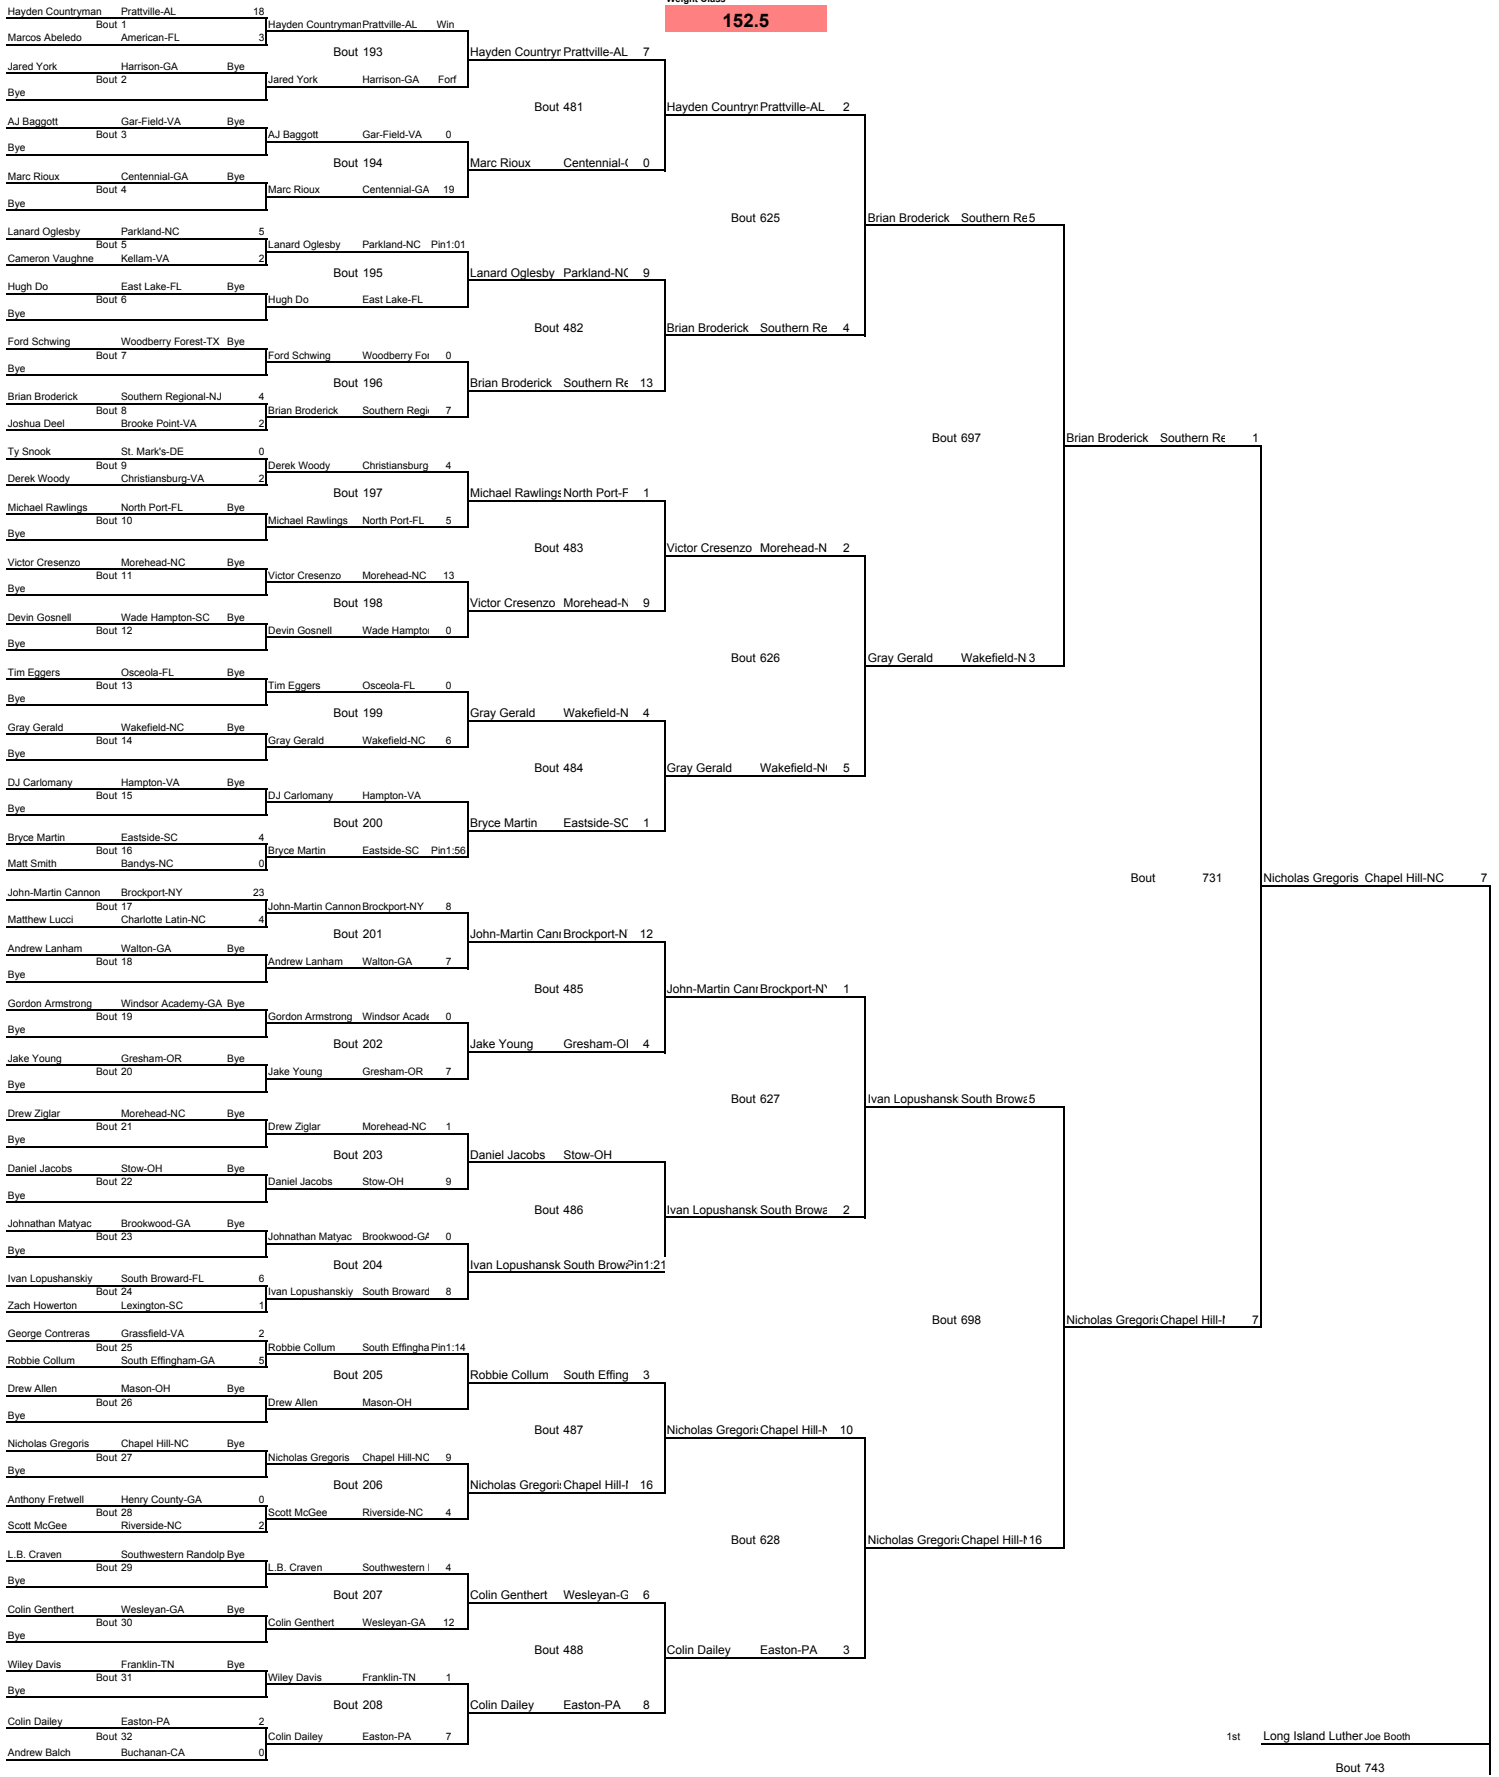 Weight Class
152.5
Hayden Countryman Prattville-AL 18
Bout 1
Marcos Abeledo American-FL 3
Jared York Harrison-GA Bye
Bout 2
Bye
AJ Baggott Gar-Field-VA Bye
Bout 3
Bye
Marc Rioux Centennial-GA Bye
Bout 4
Bye
Lanard Oglesby Parkland-NC 5
Bout 5
Cameron Vaughne Kellam-VA 2
Hugh Do East Lake-FL Bye
Bout 6
Bye
Ford Schwing Woodberry Forest-TX Bye
Bout 7
Bye
Brian Broderick Southern Regional-NJ 4
Bout 8
Joshua Deel Brooke Point-VA 2
Ty Snook St. Mark's-DE 0
Bout 9
Derek Woody Christiansburg-VA 2
Michael Rawlings North Port-FL Bye
Bout 10
Bye
Victor Cresenzo Morehead-NC Bye
Bout 11
Bye
Devin Gosnell Wade Hampton-SC Bye
Bout 12
Bye
Tim Eggers Osceola-FL Bye
Bout 13
Bye
Gray Gerald Wakefield-NC Bye
Bout 14
Bye
DJ Carlomany Hampton-VA Bye
Bout 15
Bye
Bryce Martin Eastside-SC 4
Bout 16
Matt Smith Bandys-NC 0
John-Martin Cannon Brockport-NY 23
Bout 17
Matthew Lucci Charlotte Latin-NC 4
Andrew Lanham Walton-GA Bye
Bout 18
Bye
Gordon Armstrong Windsor Academy-GA Bye
Bout 19
Bye
Jake Young Gresham-OR Bye
Bout 20
Bye
Drew Ziglar Morehead-NC Bye
Bout 21
Bye
Daniel Jacobs Stow-OH Bye
Bout 22
Bye
Johnathan Matyac Brookwood-GA Bye
Bout 23
Bye
Ivan Lopushanskiy South Broward-FL 6
Bout 24
Zach Howerton Lexington-SC 1
George Contreras Grassfield-VA 2
Bout 25
Robbie Collum South Effingham-GA 5
Drew Allen Mason-OH Bye
Bout 26
Bye
Nicholas Gregoris Chapel Hill-NC Bye
Bout 27
Bye
Anthony Fretwell Henry County-GA 0
Bout 28
Scott McGee Riverside-NC 2
L.B. Craven Southwestern Randolp Bye
Bout 29
Bye
Colin Genthert Wesleyan-GA Bye
Bout 30
Bye
Wiley Davis Franklin-TN Bye
Bout 31
Bye
Colin Dailey Easton-PA 2
Bout 32
Andrew Balch Buchanan-CA 0
Hayden Countryman Prattville-AL Win
Bout 193
Jared York Harrison-GA Forf
AJ Baggott Gar-Field-VA 0
Bout 194
Marc Rioux Centennial-GA 19
Lanard Oglesby Parkland-NC Pin1:01
Bout 195
Hugh Do East Lake-FL
Ford Schwing Woodberry For 0
Bout 196
Brian Broderick Southern Regi 7
Derek Woody Christiansburg 4
Bout 197
Michael Rawlings North Port-FL 5
Victor Cresenzo Morehead-NC 13
Bout 198
Devin Gosnell Wade Hampto 0
Tim Eggers Osceola-FL 0
Bout 199
Gray Gerald Wakefield-NC 6
DJ Carlomany Hampton-VA
Bout 200
Bryce Martin Eastside-SC Pin1:56
John-Martin Cannon Brockport-NY 8
Bout 201
Andrew Lanham Walton-GA 7
Gordon Armstrong Windsor Acade 0
Bout 202
Jake Young Gresham-OR 7
Drew Ziglar Morehead-NC 1
Bout 203
Daniel Jacobs Stow-OH 9
Johnathan Matyac Brookwood-GA 0
Bout 204
Ivan Lopushanskiy South Broward 8
Robbie Collum South Effingha Pin1:14
Bout 205
Drew Allen Mason-OH
Nicholas Gregoris Chapel Hill-NC 9
Bout 206
Scott McGee Riverside-NC 4
L.B. Craven Southwestern 4
Bout 207
Colin Genthert Wesleyan-GA 12
Wiley Davis Franklin-TN 1
Bout 208
Colin Dailey Easton-PA 7
Hayden Countryr Prattville-AL 7
Bout 481
Marc Rioux Centennial-( 0
Lanard Oglesby Parkland-NC 9
Bout 482
Brian Broderick Southern Re 13
Michael Rawlings North Port-F 1
Bout 483
Victor Cresenzo Morehead-N 9
Gray Gerald Wakefield-N 4
Bout 484
Bryce Martin Eastside-SC 1
John-Martin Canr Brockport-N 12
Bout 485
Jake Young Gresham-OI 4
Daniel Jacobs Stow-OH
Bout 486
Ivan Lopushansk South Browa Pin1:21
Robbie Collum South Effing 3
Bout 487
Nicholas Gregoris Chapel Hill-N 16
Colin Genthert Wesleyan-G 6
Bout 488
Colin Dailey Easton-PA 8
Hayden Countryr Prattville-AL 2
Bout 625
Brian Broderick Southern Re 4
Victor Cresenzo Morehead-N 2
Bout 626
Gray Gerald Wakefield-N 5
John-Martin Canr Brockport-N 1
Bout 627
Ivan Lopushansk South Browa 2
Nicholas Gregoris Chapel Hill-N 10
Bout 628
Colin Dailey Easton-PA 3
Brian Broderick Southern Re 5
Bout 697
Gray Gerald Wakefield-N 3
Ivan Lopushansk South Browa 5
Bout 698
Nicholas Gregoris Chapel Hill-N 16
Brian Broderick Southern Re 1
Bout 731
Nicholas Gregoris Chapel Hill-N 7
Nicholas Gregoris Chapel Hill-NC 7
1st Long Island Luther Joe Booth
Bout 743